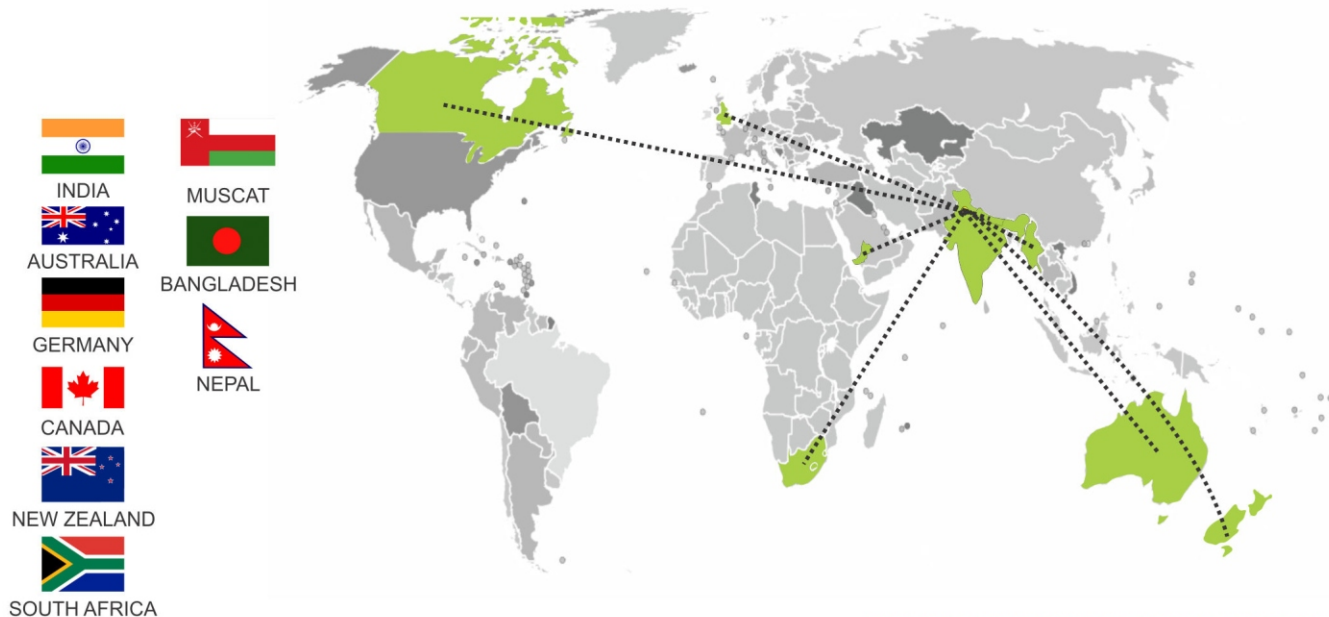 INDIA
AUSTRALIA
GERMANY
CANADA
NEW ZEALAND
SOUTH AFRICA
MUSCAT
BANGLADESH
NEPAL